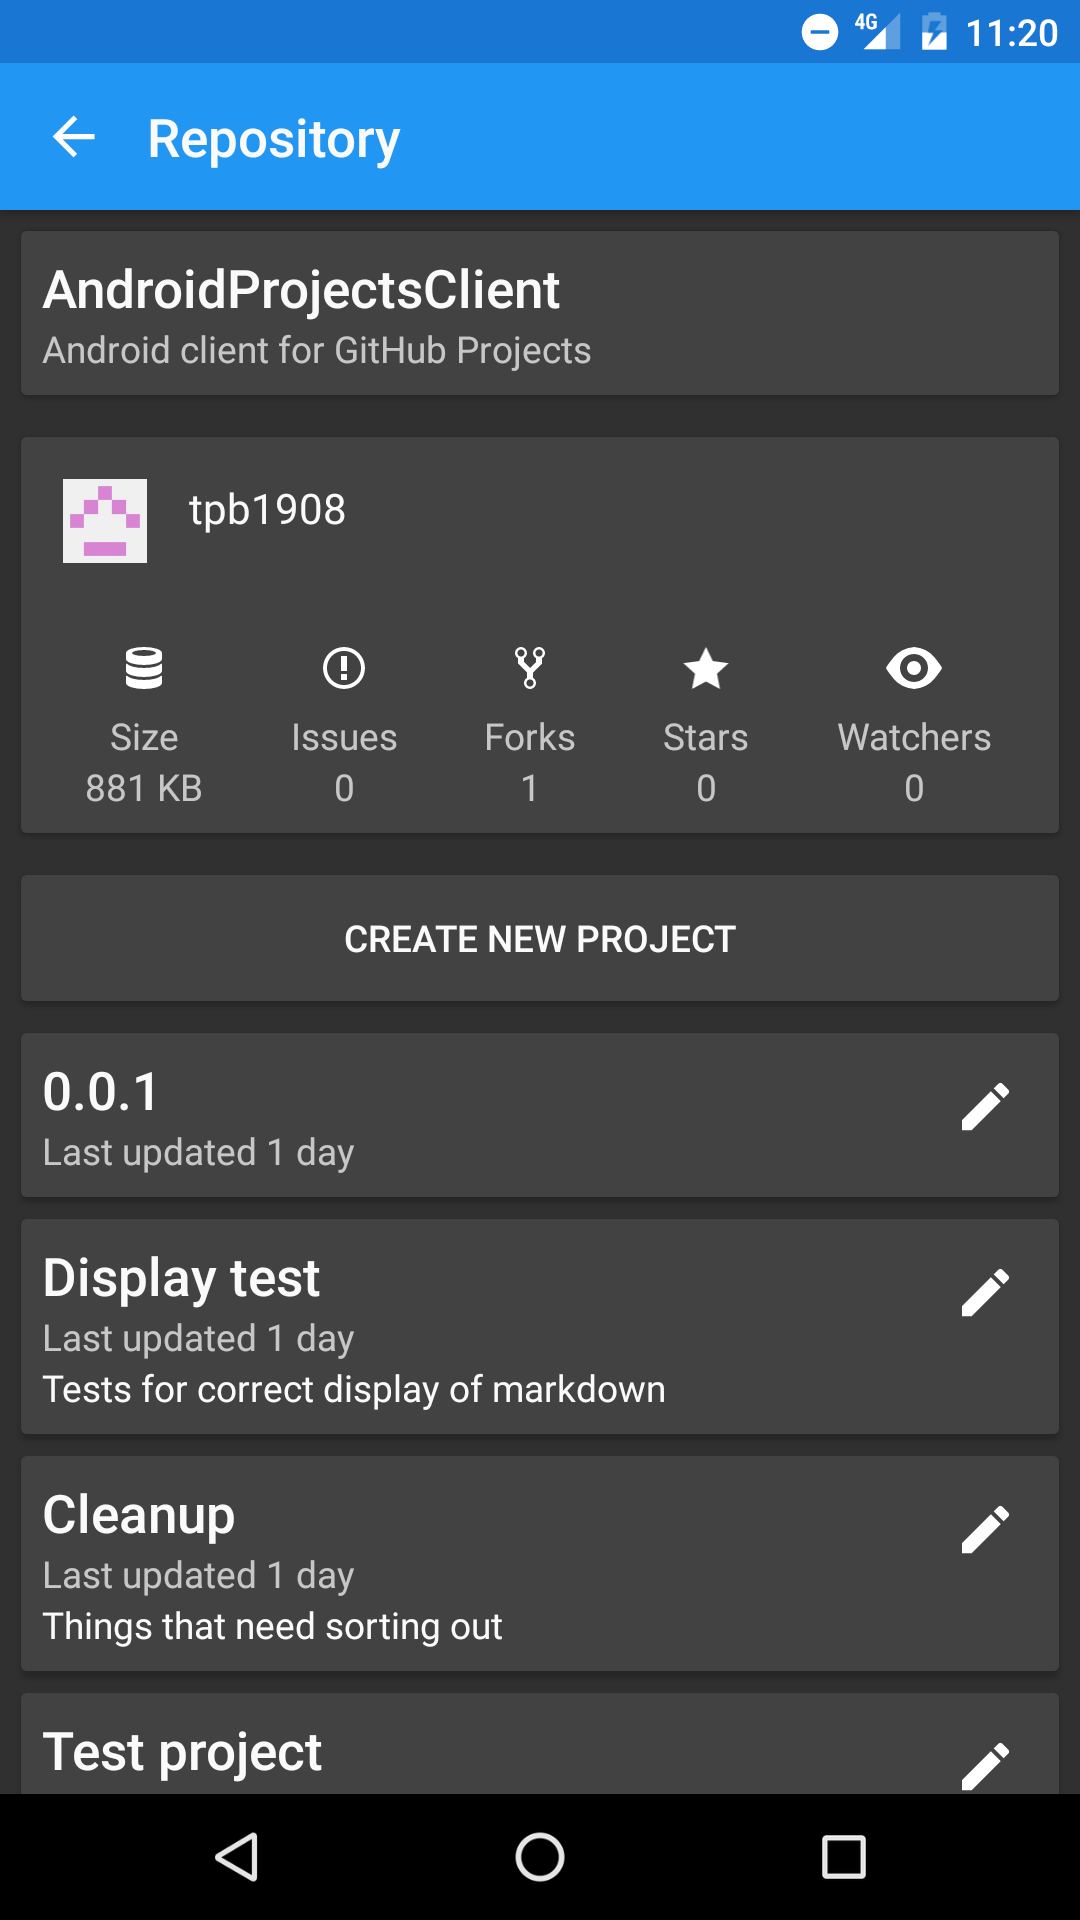 4G 11:20
Repository
AndroidProjectsClient
Android client for GitHub Projects
tpb1908
Size Issues Forks Stars Watchers
881 KB 0 1 0 0
CREATE NEW PROJECT
0.0.1
Last updated 1 day
Display test
Last updated 1 day
Tests for correct display of markdown
Cleanup
Last updated 1 day
Things that need sorting out
Test project